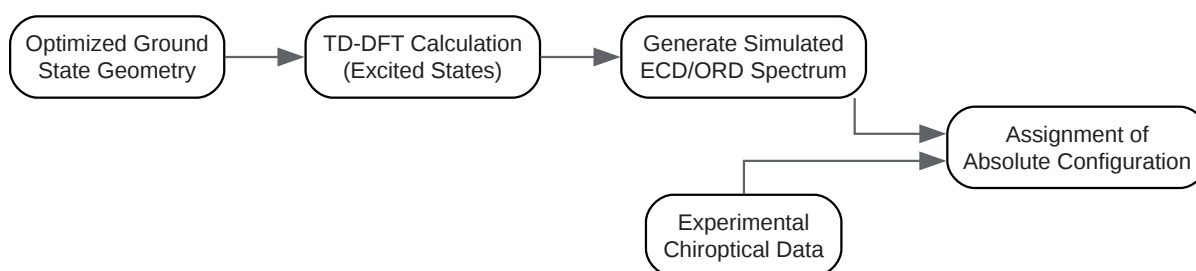 Optimized Ground
State Geometry
TD-DFT Calculation
(Excited States)
Generate Simulated
ECD/ORD Spectrum
Assignment of
Absolute Configuration
Experimental
Chiroptical Data